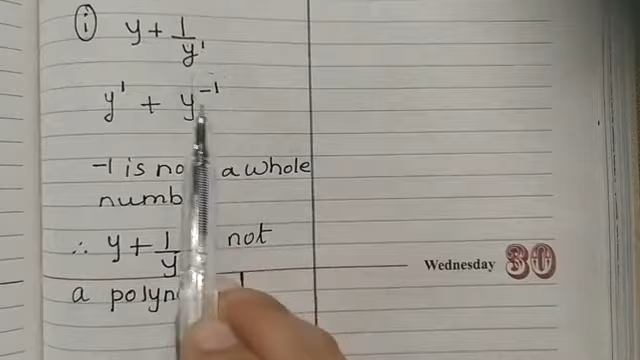 (i) y + 1/y¹
y¹ + y⁻¹
-1 is no a whole
numb
∴ y + 1/y not
a polyn
Wednesday 30